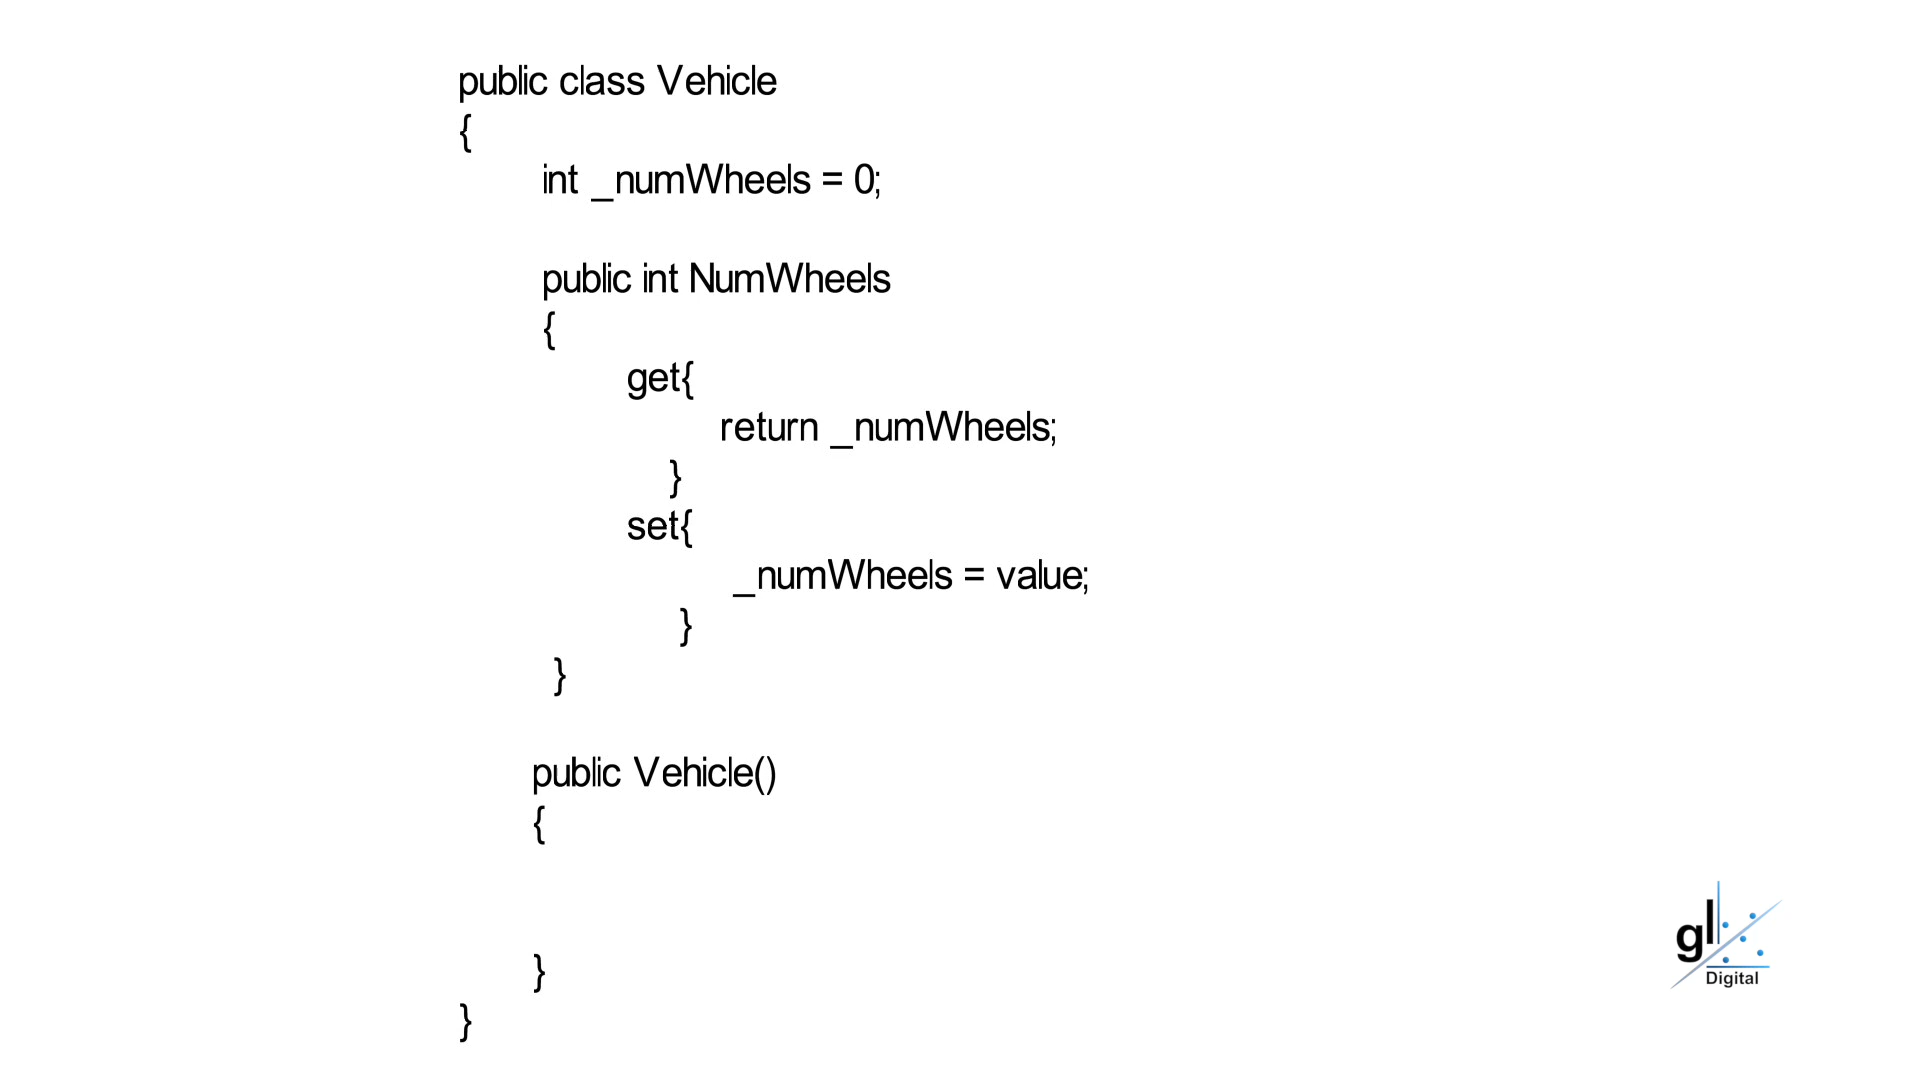 public class Vehicle
{
int _numWheels = 0;
public int NumWheels
{
get{
return _numWheels;
}
set{
_numWheels = value;
}
}
public Vehicle()
{
}
}
gl
Digital